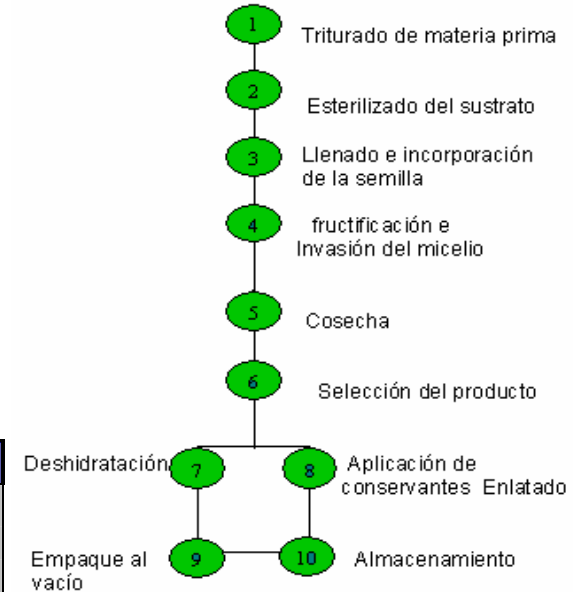 1
Triturado de materia prima
2
Esterilizado del sustrato
3
Llenado e incorporación
de la semilla
4
fructificación e
Invasión del micelio
5
Cosecha
6
Selección del producto
Deshidratación
7
8
Aplicación de
conservantes Enlatado
Empaque al
vacío
9
10
Almacenamiento